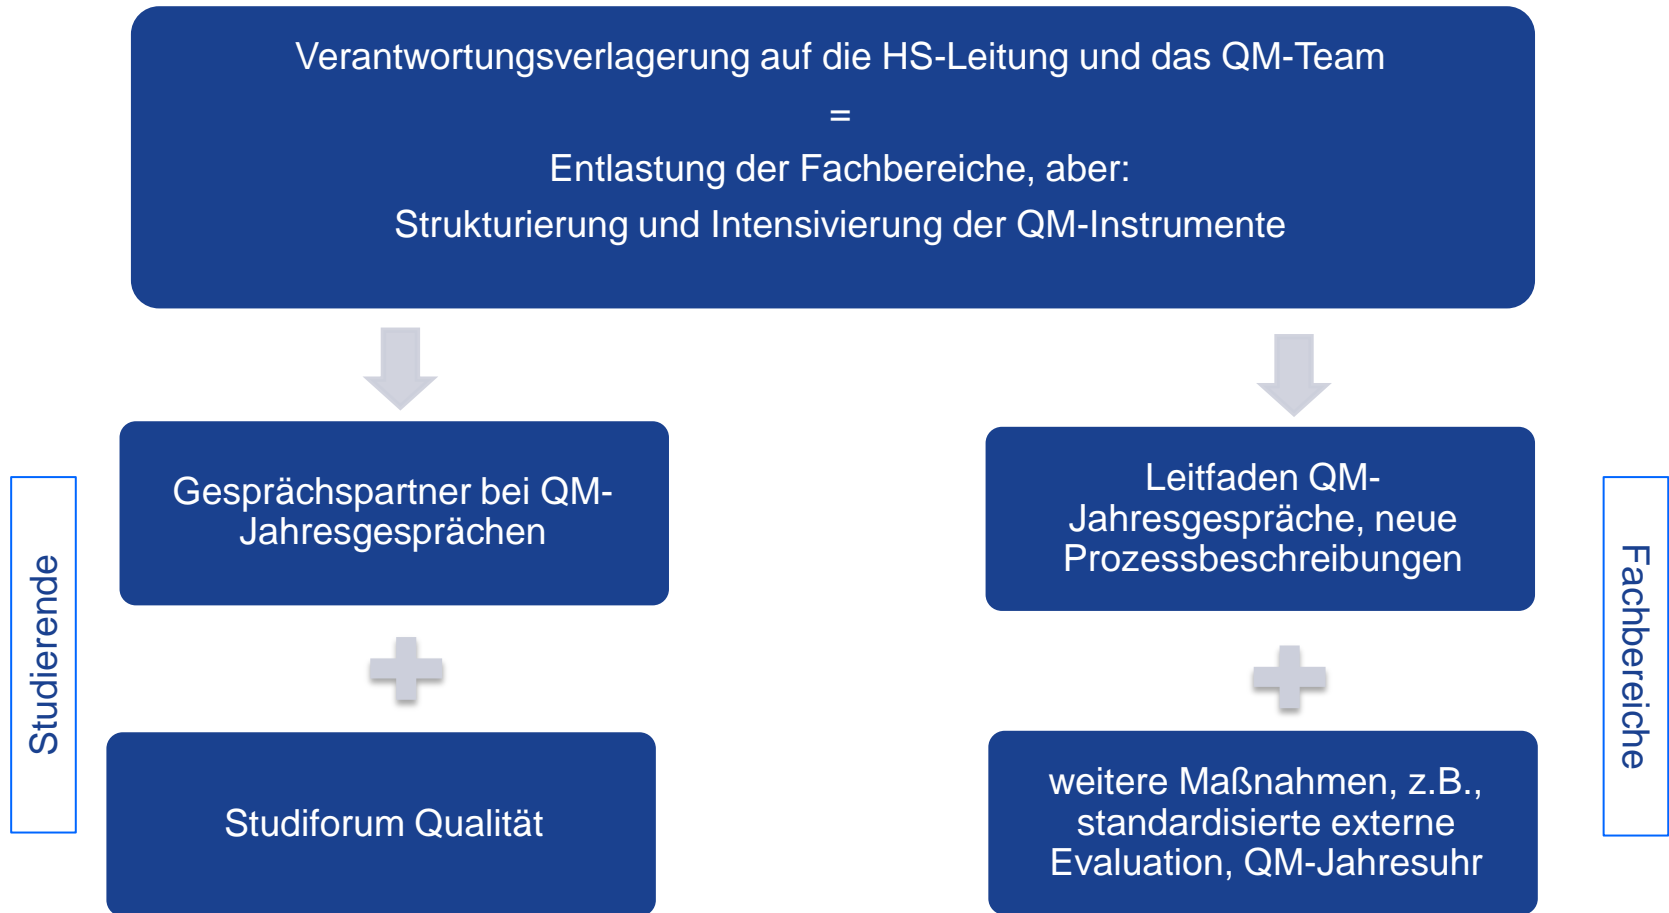 Verantwortungsverlagerung auf die HS-Leitung und das QM-Team
=
Entlastung der Fachbereiche, aber:
Strukturierung und Intensivierung der QM-Instrumente
Studierende
Gesprächspartner bei QM-
Jahresgesprächen
Studiforum Qualität
Leitfaden QM-
Jahresgespräche, neue
Prozessbeschreibungen
weitere Maßnahmen, z.B.,
standardisierte externe
Evaluation, QM-Jahresuhr
Fachbereiche